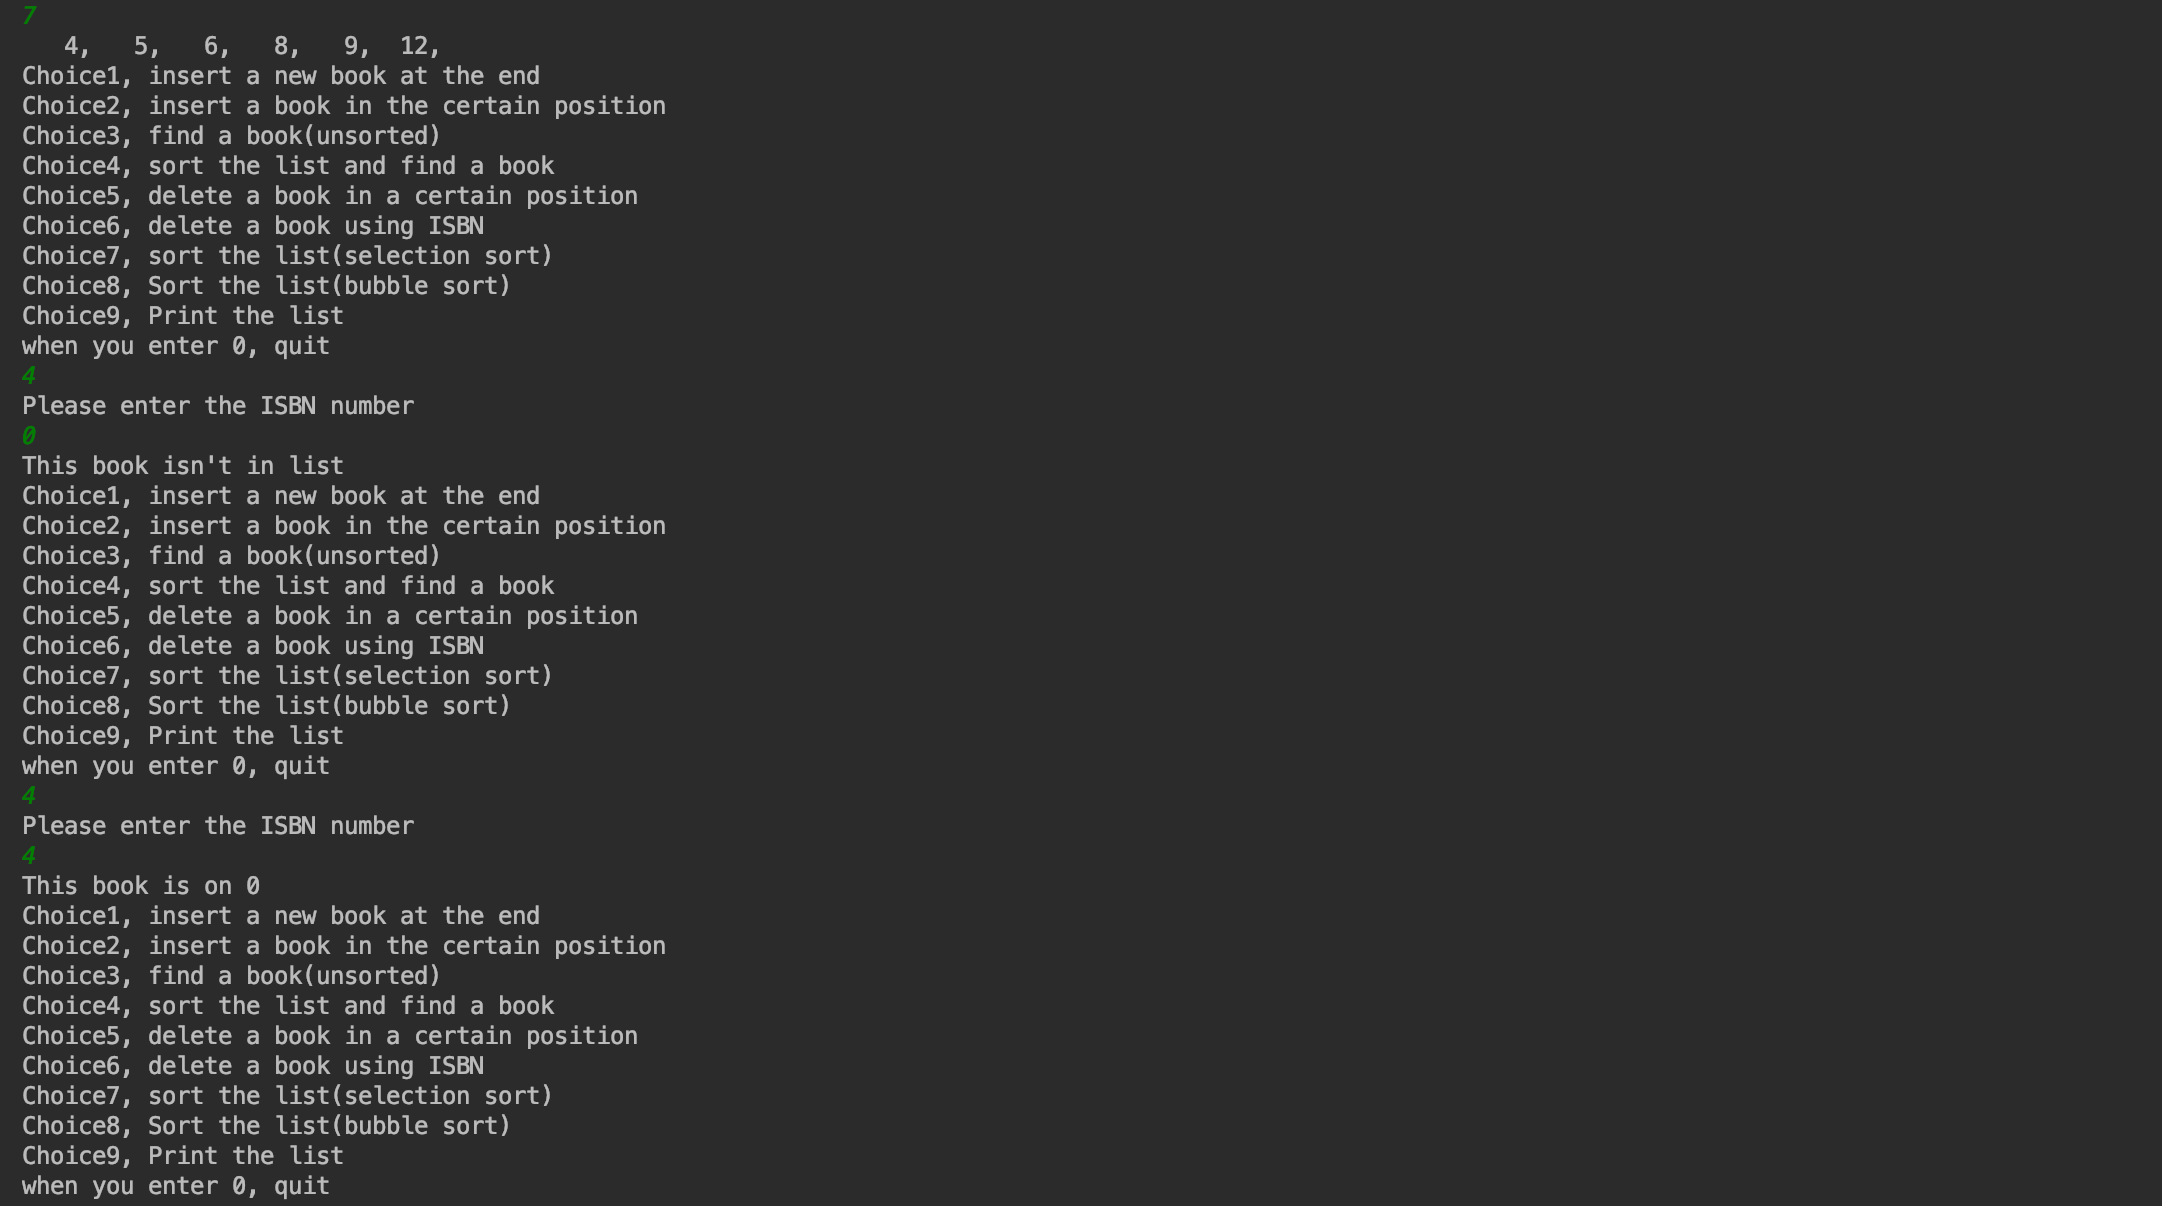 7
   4,   5,   6,   8,   9,  12,
Choice1, insert a new book at the end
Choice2, insert a book in the certain position
Choice3, find a book(unsorted)
Choice4, sort the list and find a book
Choice5, delete a book in a certain position
Choice6, delete a book using ISBN
Choice7, sort the list(selection sort)
Choice8, Sort the list(bubble sort)
Choice9, Print the list
when you enter 0, quit
4
Please enter the ISBN number
0
This book isn't in list
Choice1, insert a new book at the end
Choice2, insert a book in the certain position
Choice3, find a book(unsorted)
Choice4, sort the list and find a book
Choice5, delete a book in a certain position
Choice6, delete a book using ISBN
Choice7, sort the list(selection sort)
Choice8, Sort the list(bubble sort)
Choice9, Print the list
when you enter 0, quit
4
Please enter the ISBN number
4
This book is on 0
Choice1, insert a new book at the end
Choice2, insert a book in the certain position
Choice3, find a book(unsorted)
Choice4, sort the list and find a book
Choice5, delete a book in a certain position
Choice6, delete a book using ISBN
Choice7, sort the list(selection sort)
Choice8, Sort the list(bubble sort)
Choice9, Print the list
when you enter 0, quit